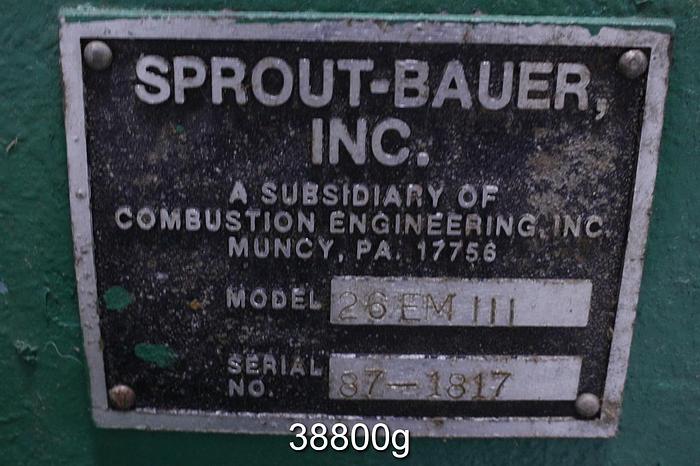 SPROUT-BAUER,
INC.
A SUBSIDIARY OF
COMBUSTION ENGINEERING, INC.
MUNCY, PA. 17756
MODEL 26 EM III
SERIAL
NO. 87-1817
38800g